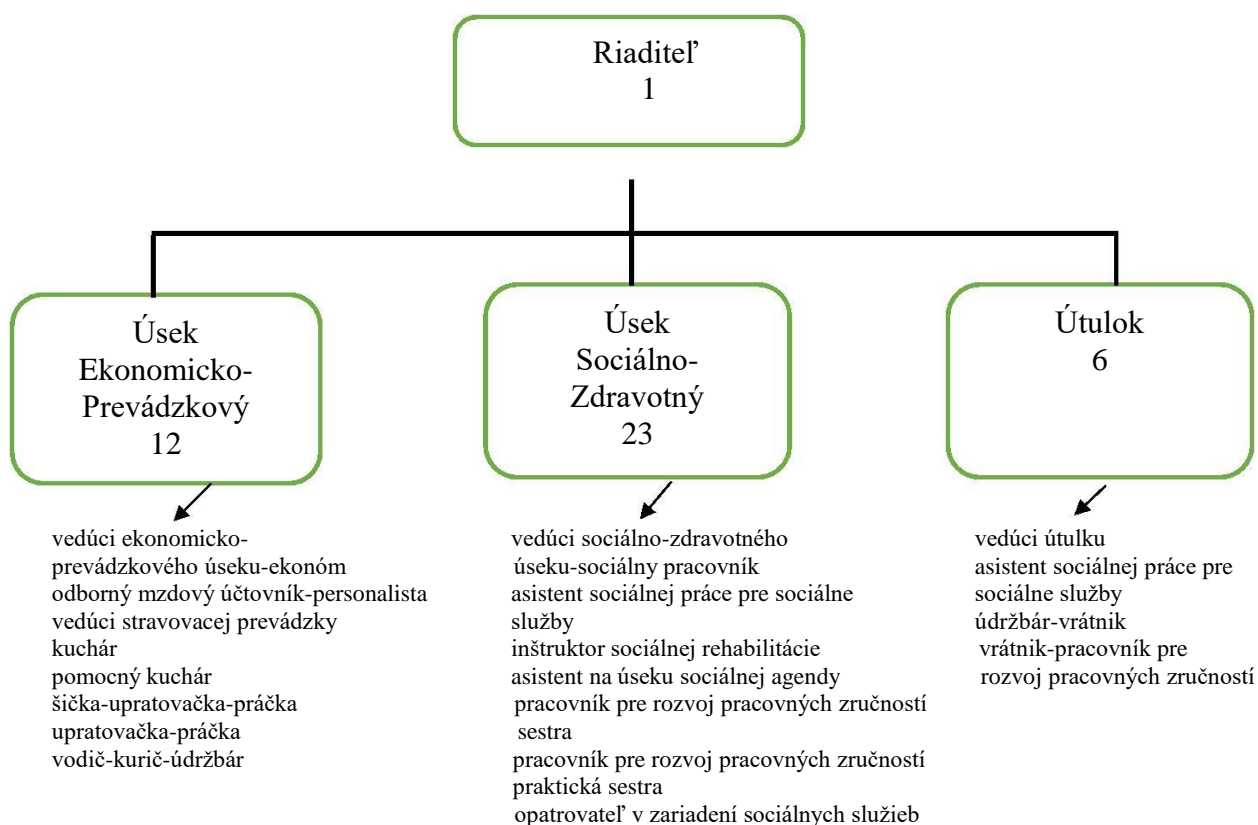 Riaditeľ
1
Úsek
Ekonomicko-
Prevádzkový
12
Úsek
Sociálno-
Zdravotný
23
Útulok
6
vedúci ekonomicko-
prevádzkového úseku-ekonóm
odborný mzdový účtovník-personalista
vedúci stravovacej prevádzky
kuchár
pomocný kuchár
šička-upratovačka-práčka
upratovačka-práčka
vodič-kurič-údržbár
vedúci sociálno-zdravotného
úseku-sociálny pracovník
asistent sociálnej práce pre sociálne
služby
inštruktor sociálnej rehabilitácie
asistent na úseku sociálnej agendy
pracovník pre rozvoj pracovných zručností
sestra
pracovník pre rozvoj pracovných zručností
praktická sestra
opatrovateľ v zariadení sociálnych služieb
vedúci útulku
asistent sociálnej práce pre
sociálne služby
údržbár-vrátnik
vrátnik-pracovník pre
rozvoj pracovných zručností